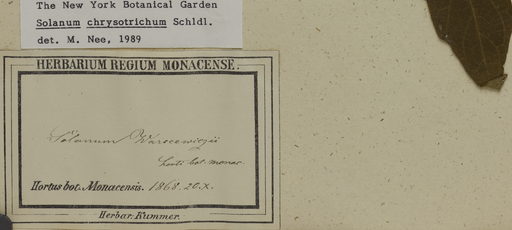 The New York Botanical Garden
Solanum chrysotrichum Schldl.
det. M. Nee, 1989
HERBARIUM REGIUM MONACENSE.
Solanum Warscewiczii
horti bot. monac.
Hortus bot. Monacensis. 1868. 20.X.
Herbar. Kummer.